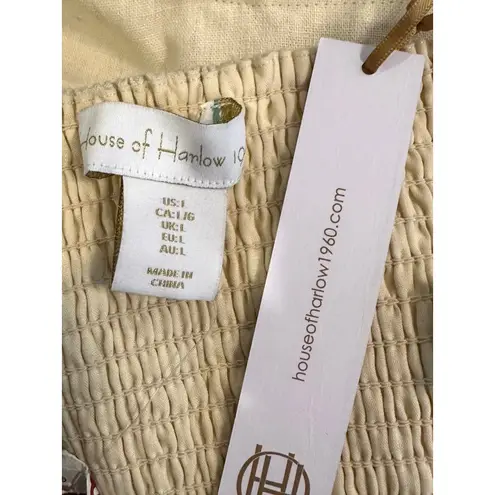 House of Harlow 19
US: L
CA: L/G
UK: L
EU: L
AU: L
MADE IN
CHINA
houseofharlow1960.com